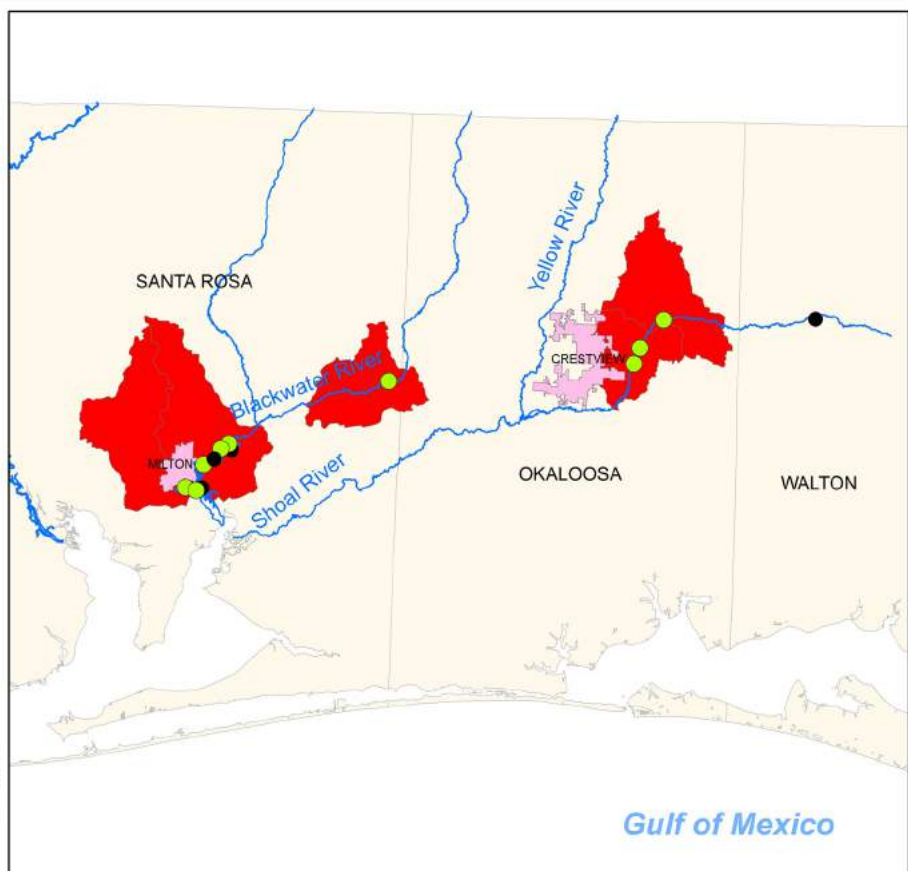 Yellow River
SANTA ROSA
CRESTVIEW
Blackwater River
MILTON
OKALOOSA
WALTON
Shoal River
Gulf of Mexico